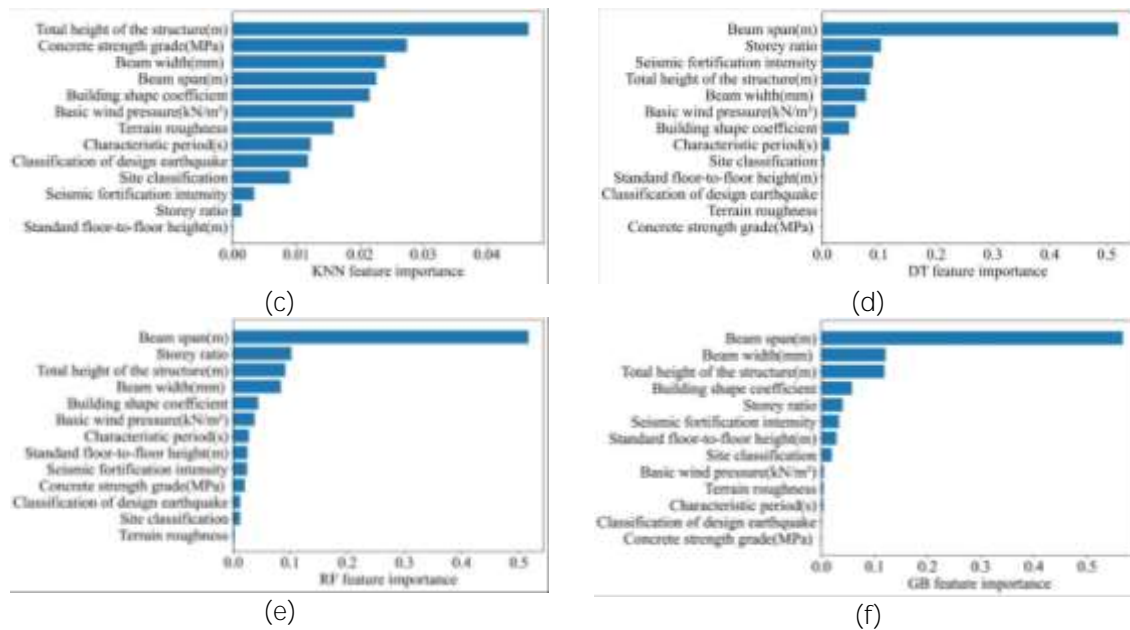 Total height of the structure(m)
Concrete strength grade(MPa)
Beam width(mm)
Beam span(m)
Building shape coefficient
Basic wind pressure(kN/m²)
Terrain roughness
Characteristic period(s)
Classification of design earthquake
Site classification
Seismic fortification intensity
Storey ratio
Standard floor-to-floor height(m)
0.00 0.01 0.02 0.03 0.04
KNN feature importance
(c)
Beam span(m)
Storey ratio
Seismic fortification intensity
Total height of the structure(m)
Beam width(mm)
Basic wind pressure(kN/m²)
Building shape coefficient
Characteristic period(s)
Site classification
Standard floor-to-floor height(m)
Classification of design earthquake
Terrain roughness
Concrete strength grade(MPa)
0.0 0.1 0.2 0.3 0.4 0.5
DT feature importance
(d)
Beam span(m)
Storey ratio
Total height of the structure(m)
Beam width(mm)
Building shape coefficient
Basic wind pressure(kN/m²)
Characteristic period(s)
Standard floor-to-floor height(m)
Seismic fortification intensity
Concrete strength grade(MPa)
Classification of design earthquake
Site classification
Terrain roughness
0.0 0.1 0.2 0.3 0.4 0.5
RF feature importance
(e)
Beam span(m)
Beam width(mm)
Total height of the structure(m)
Building shape coefficient
Storey ratio
Seismic fortification intensity
Standard floor-to-floor height(m)
Site classification
Basic wind pressure(kN/m²)
Terrain roughness
Characteristic period(s)
Classification of design earthquake
Concrete strength grade(MPa)
0.0 0.1 0.2 0.3 0.4 0.5
GB feature importance
(f)